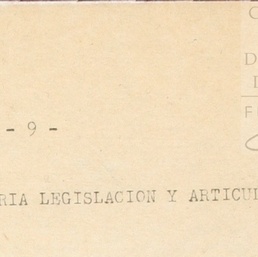 - 9 -
RIA LEGISLACION Y ARTICUL